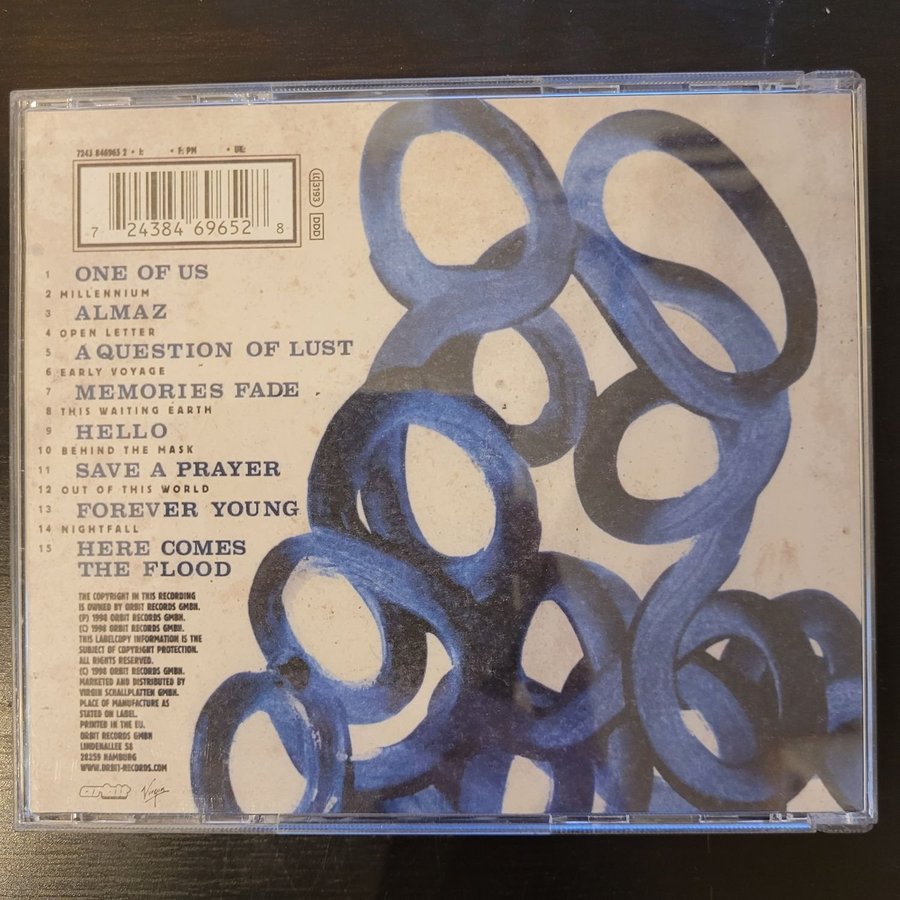 7243 846965 2 • I: • F: PM • UK:
7 24384 69652 8
LC 3193
DDD
1 ONE OF US
2 MILLENNIUM
3 ALMAZ
4 OPEN LETTER
5 A QUESTION OF LUST
6 EARLY VOYAGE
7 MEMORIES FADE
8 THIS WAITING EARTH
9 HELLO
10 BEHIND THE MASK
11 SAVE A PRAYER
12 OUT OF THIS WORLD
13 FOREVER YOUNG
14 NIGHTFALL
15 HERE COMES
THE FLOOD
THE COPYRIGHT IN THIS RECORDING
IS OWNED BY ORBIT RECORDS GMBH.
(P) 1998 ORBIT RECORDS GMBH.
(C) 1998 ORBIT RECORDS GMBH.
THIS LABELCOPY INFORMATION IS THE
SUBJECT OF COPYRIGHT PROTECTION.
ALL RIGHTS RESERVED.
(C) 1998 ORBIT RECORDS GMBH.
MARKETED AND DISTRIBUTED BY
VIRGIN SCHALLPLATTEN GMBH.
PLACE OF MANUFACTURE AS
STATED ON LABEL.
PRINTED IN THE EU.
ORBIT RECORDS GMBH
LINDENALLEE 58
20259 HAMBURG
WWW.ORBIT-RECORDS.COM
orbit Virgin